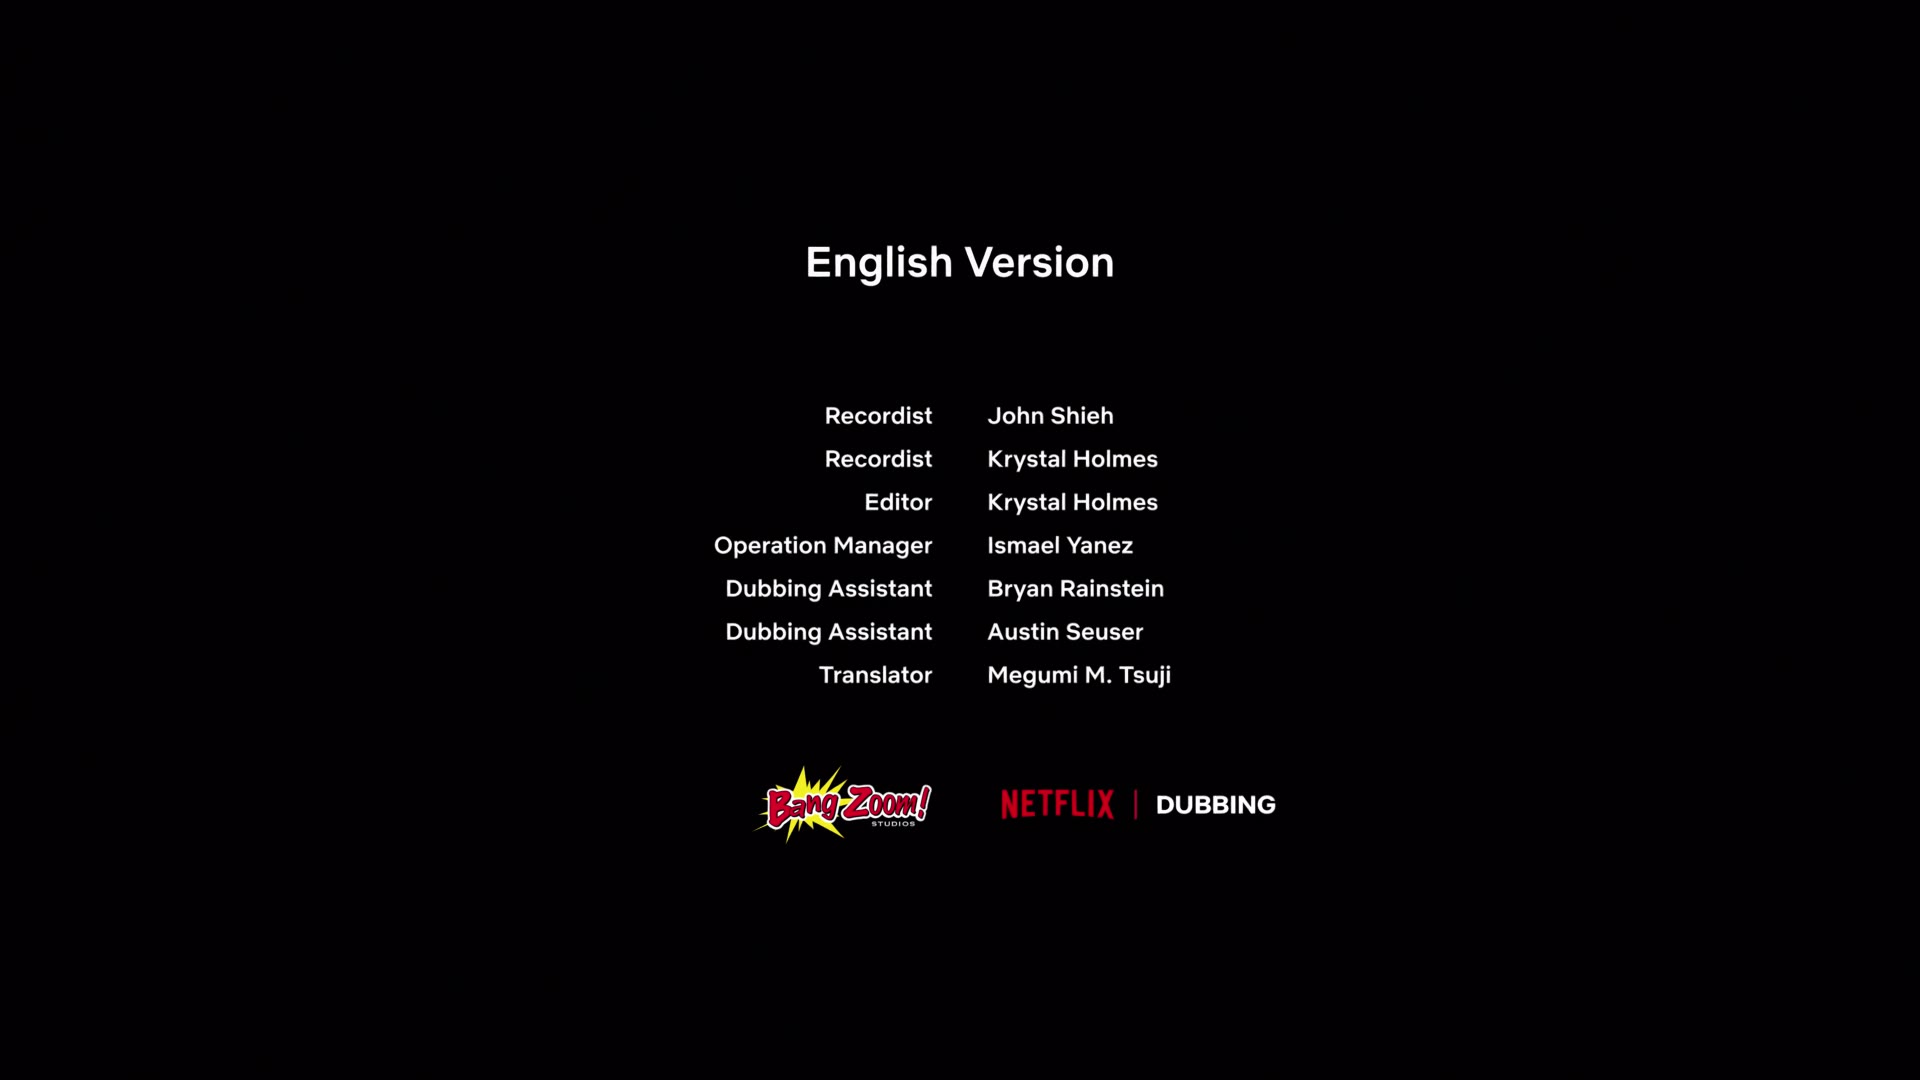 English Version
Recordist John Shieh
Recordist Krystal Holmes
Editor Krystal Holmes
Operation Manager Ismael Yanez
Dubbing Assistant Bryan Rainstein
Dubbing Assistant Austin Seuser
Translator Megumi M. Tsuji
Bang Zoom! STUDIOS NETFLIX | DUBBING